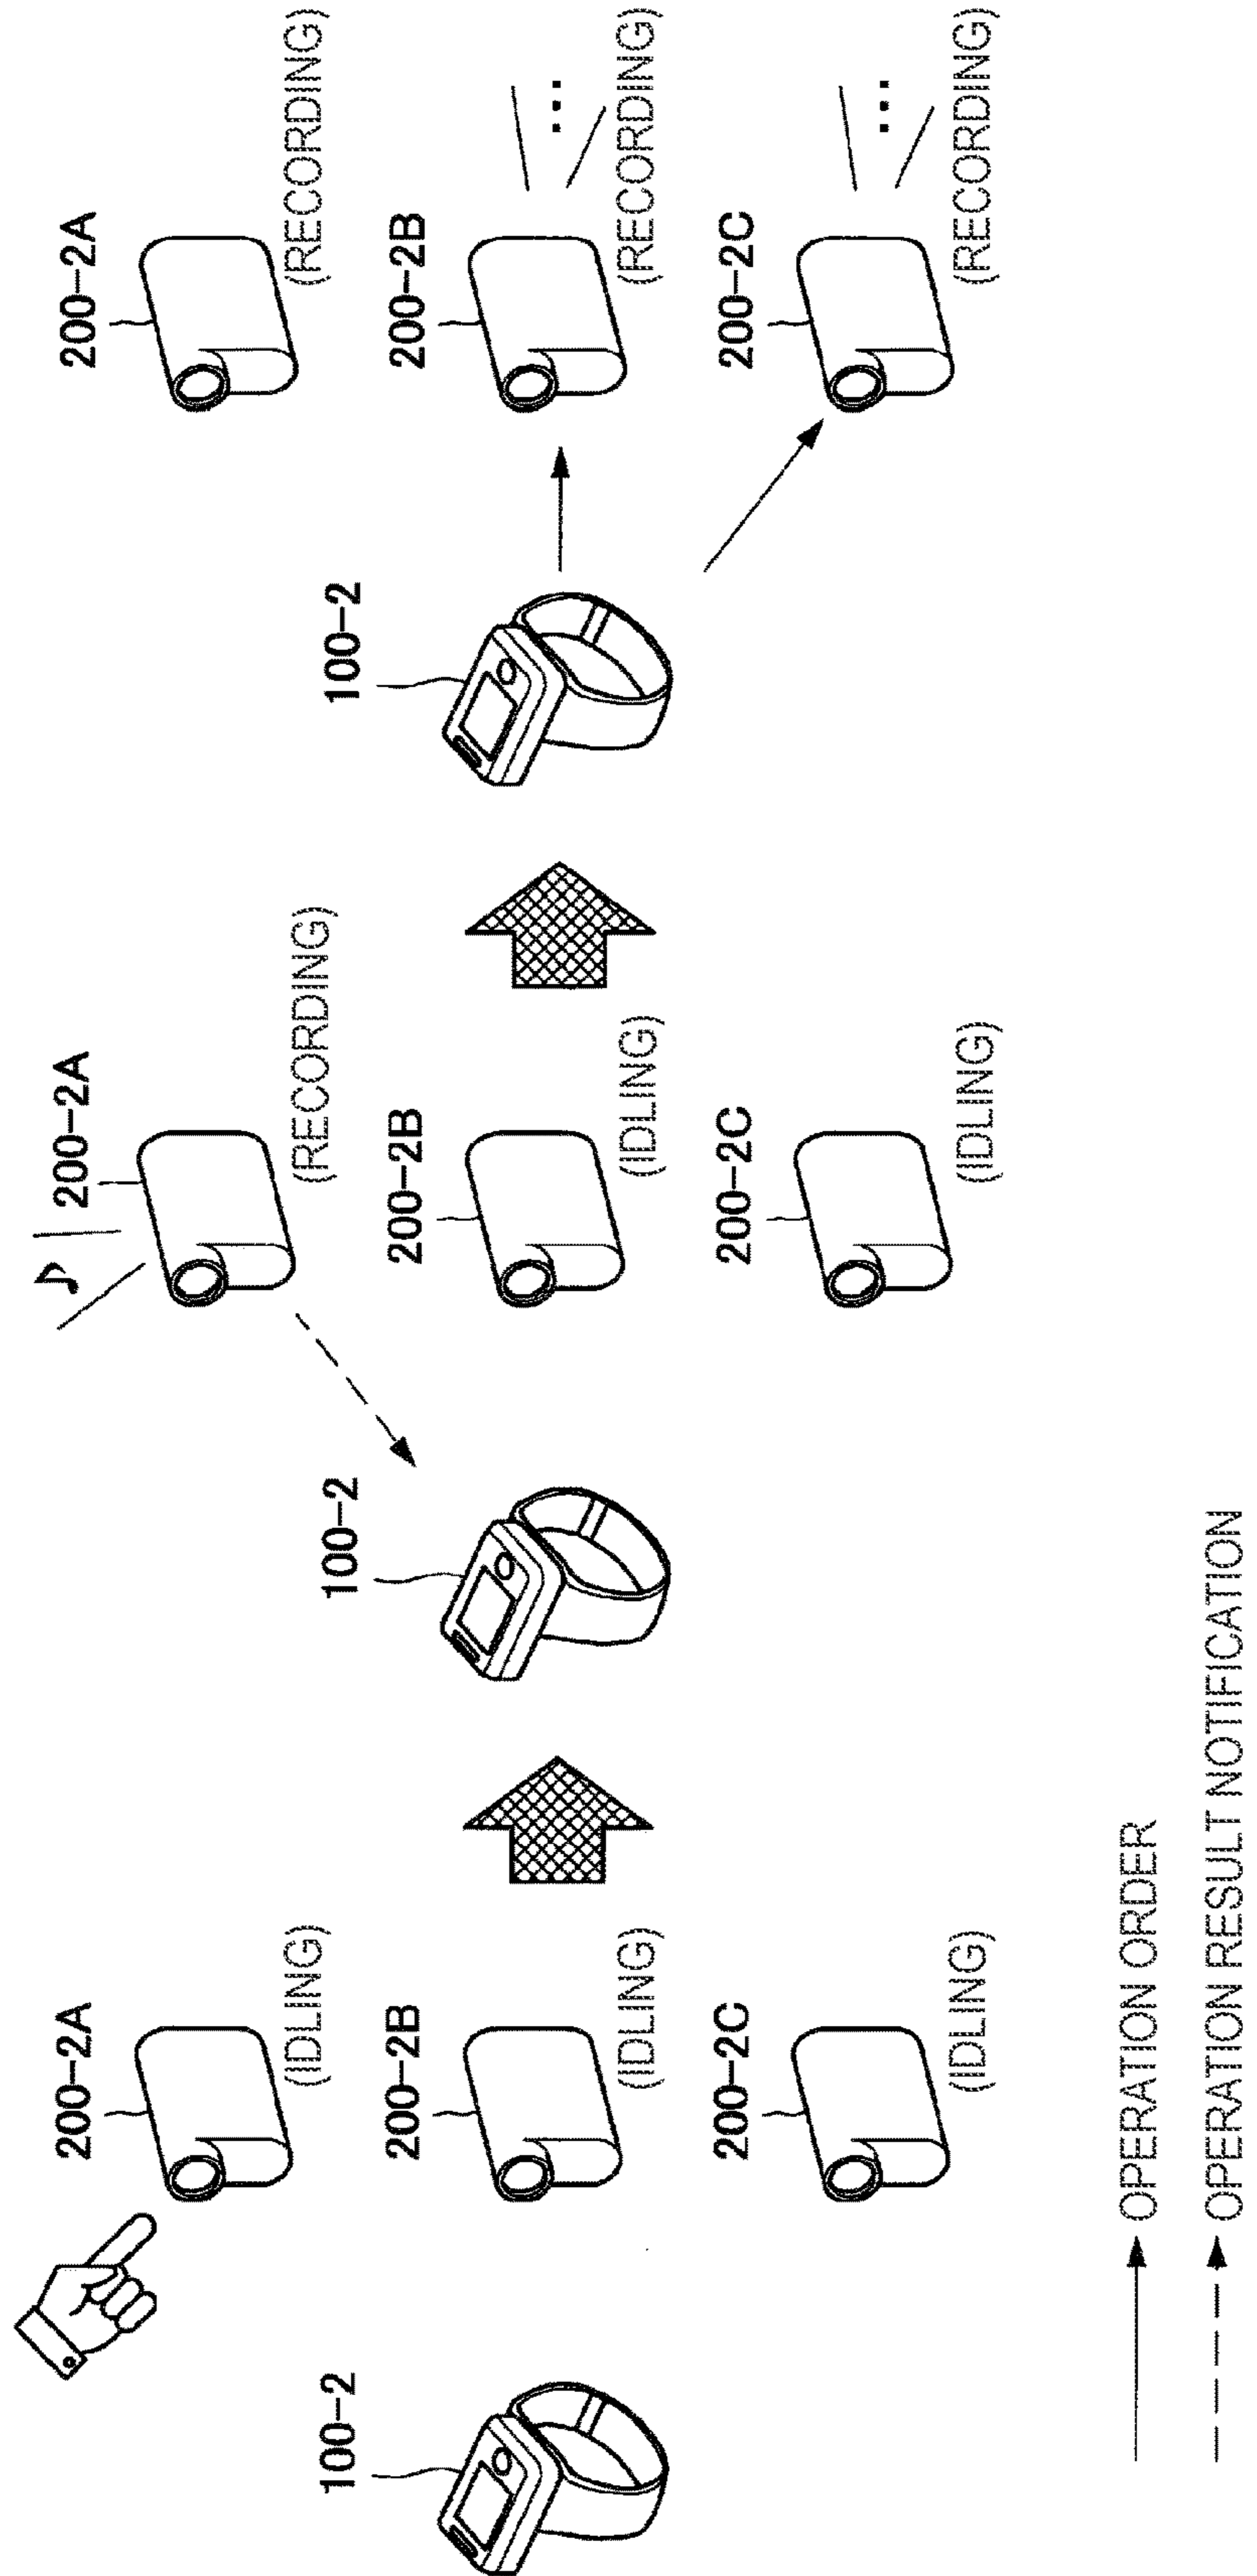 100-2
200-2A
(IDLING)
200-2B
(IDLING)
200-2C
(IDLING)
100-2
200-2A
(RECORDING)
200-2B
(IDLING)
200-2C
(IDLING)
100-2
200-2A
(RECORDING)
200-2B
...
(RECORDING)
200-2C
...
(RECORDING)
OPERATION ORDER
OPERATION RESULT NOTIFICATION